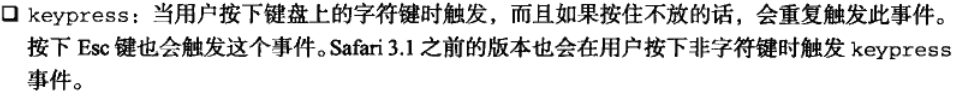 ❑ keypress：当用户按下键盘上的字符键时触发，而且如果按住不放的话，会重复触发此事件。
按下 Esc 键也会触发这个事件。Safari 3.1 之前的版本也会在用户按下非字符键时触发 keypress
事件。